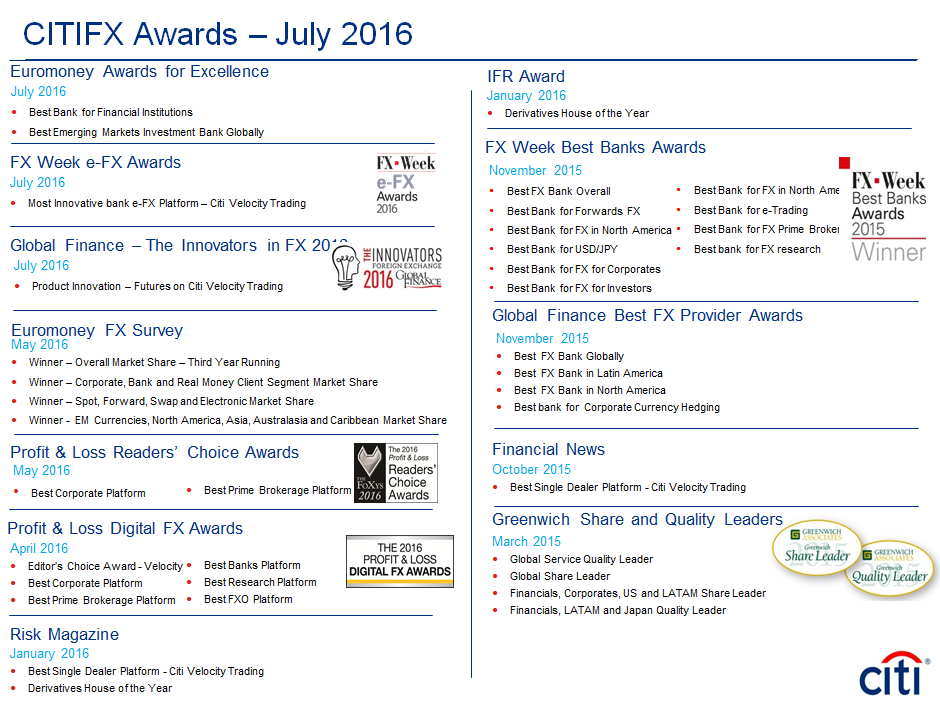 CITIFX Awards – July 2016
Euromoney Awards for Excellence
July 2016
• Best Bank for Financial Institutions
• Best Emerging Markets Investment Bank Globally
FX Week e-FX Awards
July 2016
• Most Innovative bank e-FX Platform – Citi Velocity Trading
FX Week
e-FX
Awards
2016
Global Finance – The Innovators in FX
July 2016
• Product Innovation – Futures on Citi Velocity Trading
THE INNOVATORS
FOREIGN EXCHANGE
2016 GLOBAL
FINANCE
Euromoney FX Survey
May 2016
• Winner – Overall Market Share – Third Year Running
• Winner – Corporate, Bank and Real Money Client Segment Market Share
• Winner – Spot, Forward, Swap and Electronic Market Share
• Winner - EM Currencies, North America, Asia, Australasia and Caribbean Market Share
Profit & Loss Readers' Choice Awards
May 2016
• Best Corporate Platform
• Best Prime Brokerage Platform
THE
FOXYS
2016
The 2016
Profit & Loss
Readers'
Choice
Awards
Profit & Loss Digital FX Awards
April 2016
• Editor's Choice Award - Velocity
• Best Corporate Platform
• Best Prime Brokerage Platform
• Best Banks Platform
• Best Research Platform
• Best FXO Platform
THE 2016
PROFIT & LOSS
DIGITAL FX AWARDS
Risk Magazine
January 2016
• Best Single Dealer Platform - Citi Velocity Trading
• Derivatives House of the Year
IFR Award
January 2016
• Derivatives House of the Year
FX Week Best Banks Awards
November 2015
• Best FX Bank Overall
• Best Bank for Forwards FX
• Best Bank for FX in North America
• Best Bank for USD/JPY
• Best Bank for FX for Corporates
• Best Bank for FX for Investors
• Best Bank for FX in North Ame
• Best Bank for e-Trading
• Best Bank for FX Prime Broker
• Best bank for FX research
FX Week
Best Banks
Awards
2015
Winner
Global Finance Best FX Provider Awards
November 2015
• Best FX Bank Globally
• Best FX Bank in Latin America
• Best FX Bank in North America
• Best bank for Corporate Currency Hedging
Financial News
October 2015
• Best Single Dealer Platform - Citi Velocity Trading
Greenwich Share and Quality Leaders
March 2015
• Global Service Quality Leader
• Global Share Leader
• Financials, Corporates, US and LATAM Share Leader
• Financials, LATAM and Japan Quality Leader
GREENWICH
ASSOCIATES
Greenwich
Share Leader
GREENWICH
ASSOCIATES
Greenwich
Quality Leader
citi®